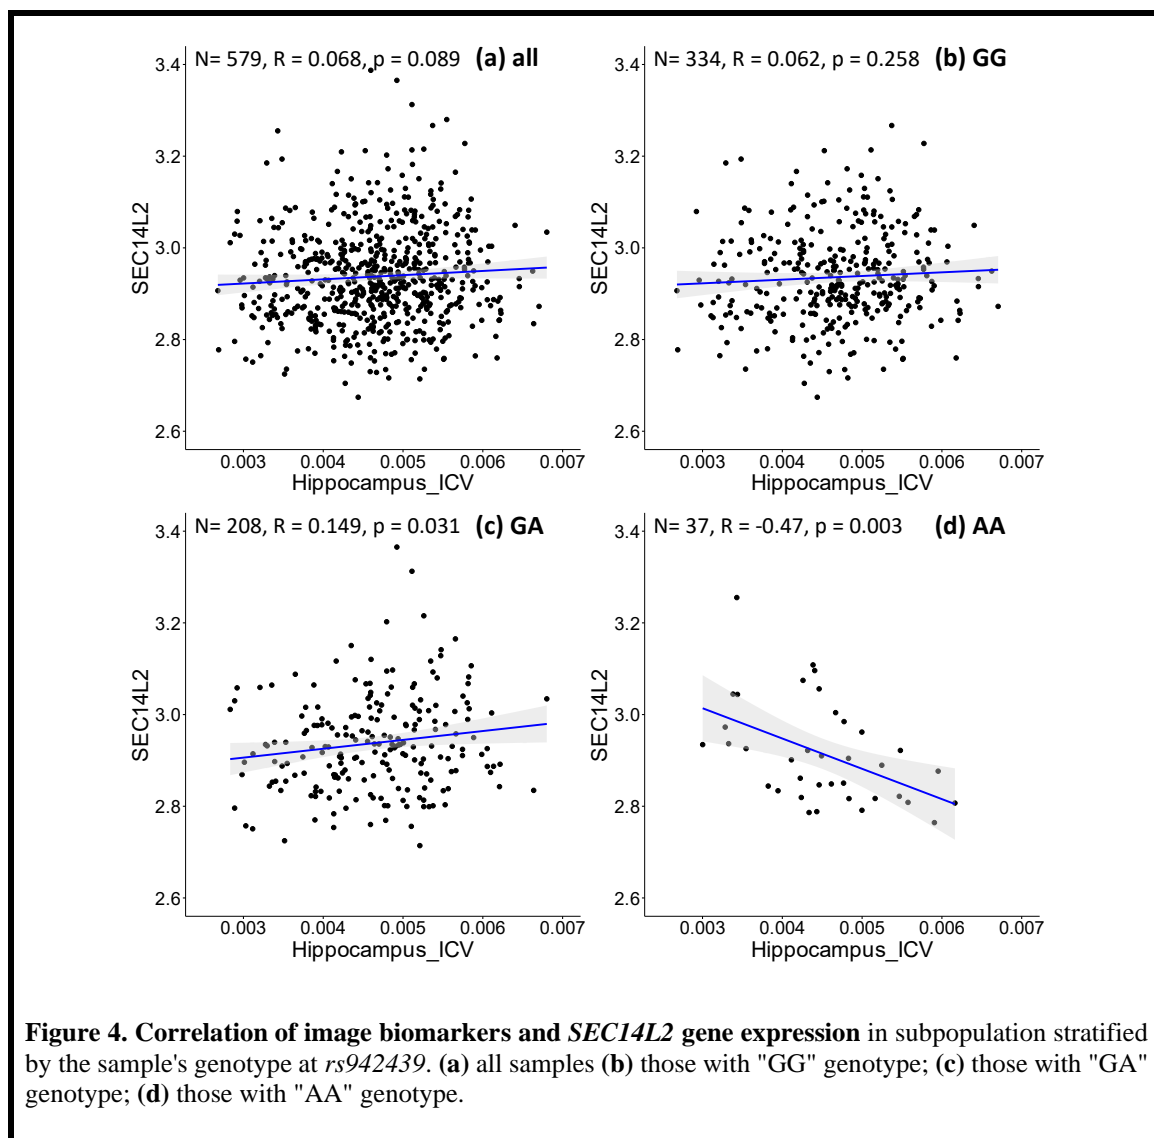 N= 579, R = 0.068, p = 0.089 (a) all
3.4
3.2
3.0
2.8
2.6
SEC14L2
0.003 0.004 0.005 0.006 0.007
Hippocampus_ICV
N= 334, R = 0.062, p = 0.258 (b) GG
3.4
3.2
3.0
2.8
2.6
SEC14L2
0.003 0.004 0.005 0.006 0.007
Hippocampus_ICV
N= 208, R = 0.149, p = 0.031 (c) GA
3.4
3.2
3.0
2.8
2.6
SEC14L2
0.003 0.004 0.005 0.006 0.007
Hippocampus_ICV
N= 37, R = -0.47, p = 0.003 (d) AA
3.4
3.2
3.0
2.8
2.6
SEC14L2
0.003 0.004 0.005 0.006 0.007
Hippocampus_ICV
Figure 4. Correlation of image biomarkers and SEC14L2 gene expression in subpopulation stratified
by the sample's genotype at rs942439. (a) all samples (b) those with "GG" genotype; (c) those with "GA"
genotype; (d) those with "AA" genotype.